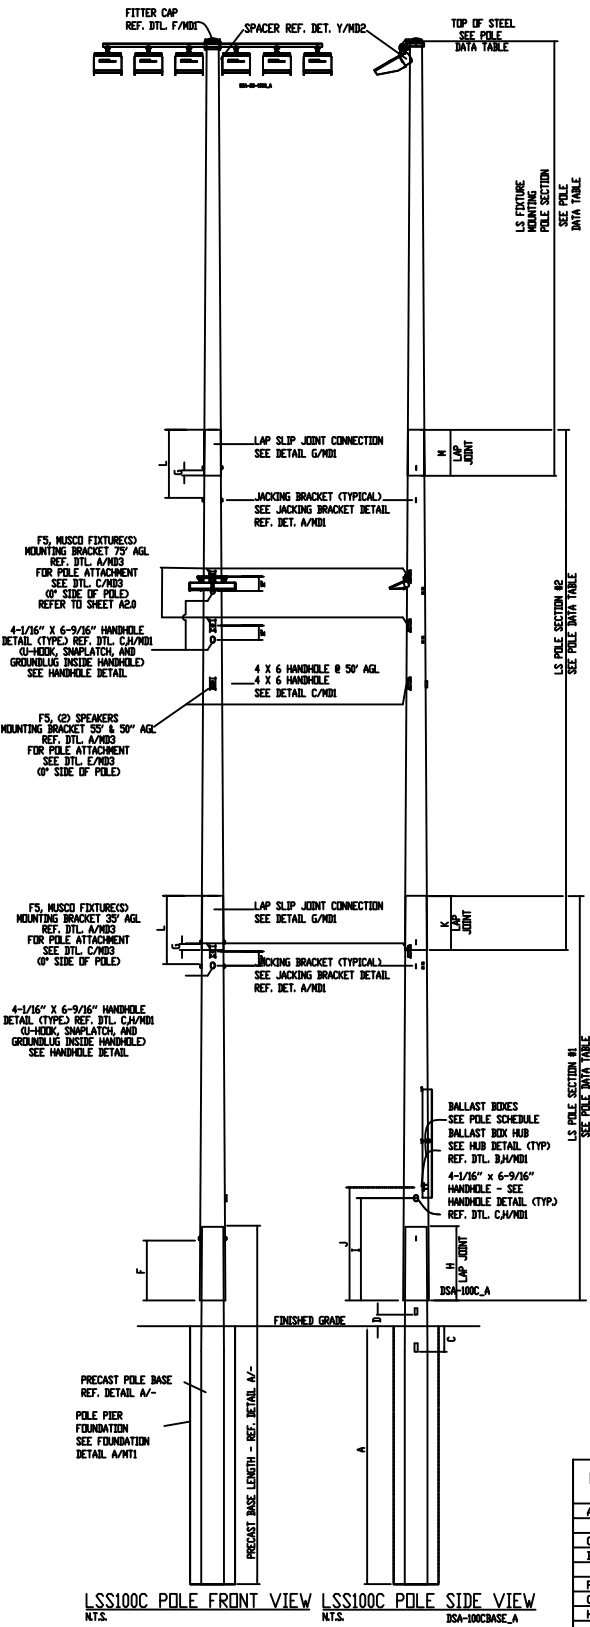 FITTER CAP
REF. DTL. F/MD1
SPACER REF. DET. Y/MD2
TOP OF STEEL
SEE POLE
DATA TABLE
LS FIXTURE
MOUNTING
POLE SECTION
SEE POLE
DATA TABLE
LAP SLIP JOINT CONNECTION
SEE DETAIL G/MD1
L
G
M
LAP
JOINT
JACKING BRACKET (TYPICAL)
SEE JACKING BRACKET DETAIL
REF. DET. A/MD1
F5, MUSCO FIXTURE(S)
MOUNTING BRACKET 75' AGL
REF. DTL. A/MD3
FOR POLE ATTACHMENT
SEE DTL. C/MD3
(0° SIDE OF POLE)
REFER TO SHEET A2.0
4-1/16" X 6-9/16" HANDHOLE
DETAIL (TYPE.) REF. DTL. C,H/MD1
(U-HOOK, SNAPLATCH, AND
GROUNDLUG INSIDE HANDHOLE)
SEE HANDHOLE DETAIL
4 X 6 HANDHOLE @ 50' AGL
4 X 6 HANDHOLE
SEE DETAIL C/MD1
LS POLE SECTION #2
SEE POLE DATA TABLE
F5, (2) SPEAKERS
MOUNTING BRACKET 55' & 50" AGL
REF. DTL. A/MD3
FOR POLE ATTACHMENT
SEE DTL. E/MD3
(0° SIDE OF POLE)
F5, MUSCO FIXTURE(S)
MOUNTING BRACKET 35' AGL
REF. DTL. A/MD3
FOR POLE ATTACHMENT
SEE DTL. C/MD3
(0° SIDE OF POLE)
L
G
LAP SLIP JOINT CONNECTION
SEE DETAIL G/MD1
K
LAP
JOINT
JACKING BRACKET (TYPICAL)
SEE JACKING BRACKET DETAIL
REF. DET. A/MD1
4-1/16" X 6-9/16" HANDHOLE
DETAIL (TYPE.) REF. DTL. C,H/MD1
(U-HOOK, SNAPLATCH, AND
GROUNDLUG INSIDE HANDHOLE)
SEE HANDHOLE DETAIL
LS POLE SECTION #1
SEE POLE DATA TABLE
BALLAST BOXES
SEE POLE SCHEDULE
BALLAST BOX HUB
SEE HUB DETAIL (TYP)
REF. DTL. B,H/MD1
4-1/16" x 6-9/16"
HANDHOLE - SEE
HANDHOLE DETAIL (TYP.)
REF. DTL. C,H/MD1
J
I
F
H
LAP JOINT
DSA-100C_A
D
FINISHED GRADE
C
A
PRECAST POLE BASE
REF. DETAIL A/-
POLE PIER
FOUNDATION
SEE FOUNDATION
DETAIL A/MT1
PRECAST BASE LENGTH - REF. DETAIL A/-
LSS100C POLE FRONT VIEW
N.T.S.
LSS100C POLE SIDE VIEW
N.T.S.
DSA-100CBASE_A